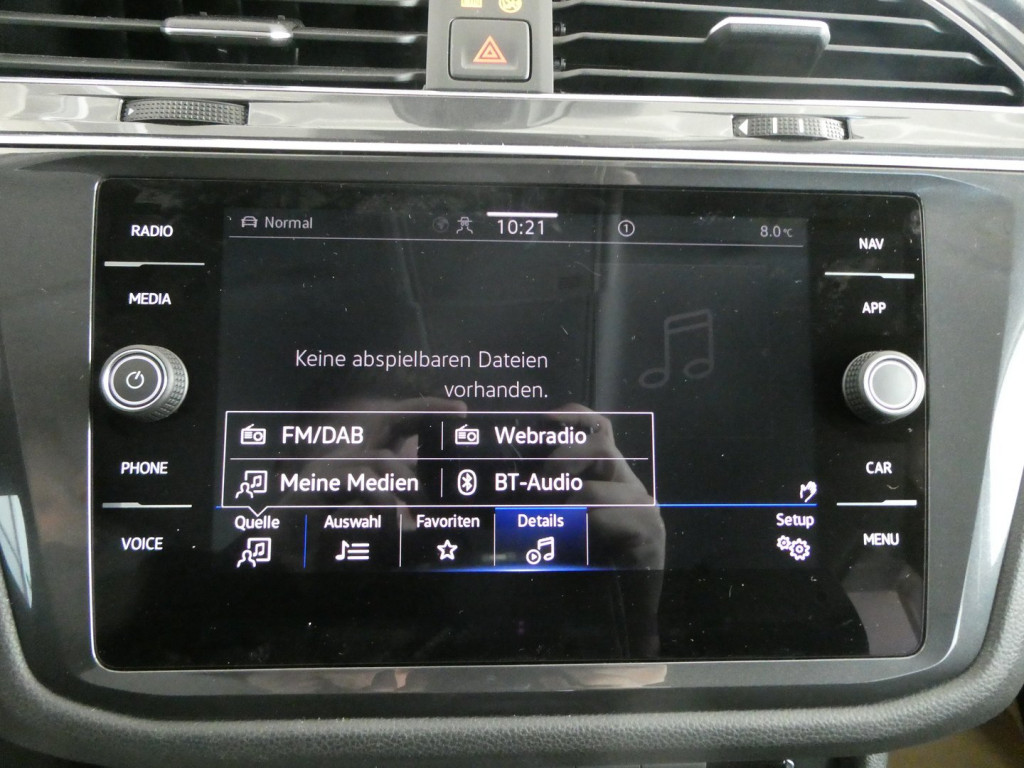 RADIO
MEDIA
PHONE
VOICE
Normal
10:21
1
8.0°C
Keine abspielbaren Dateien
vorhanden.
FM/DAB
Webradio
Meine Medien
BT-Audio
Quelle
Auswahl
Favoriten
Details
Setup
NAV
APP
CAR
MENU